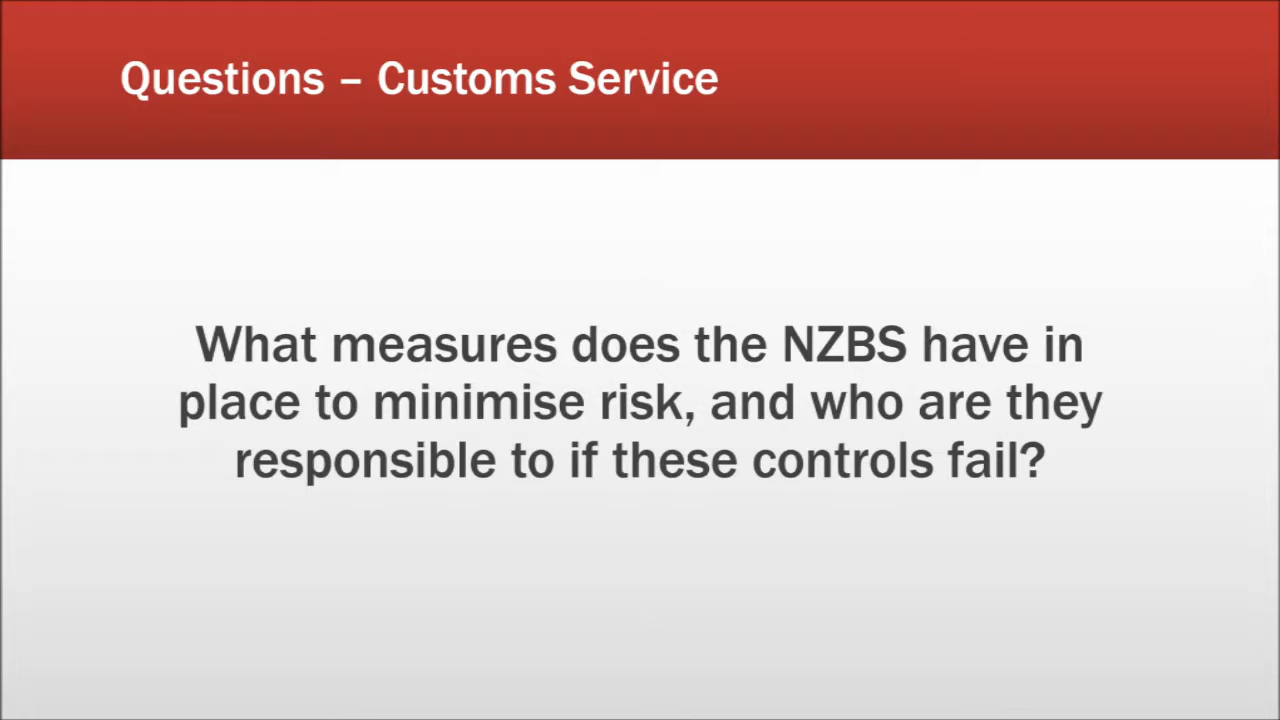 Questions – Customs Service
What measures does the NZBS have in
place to minimise risk, and who are they
responsible to if these controls fail?